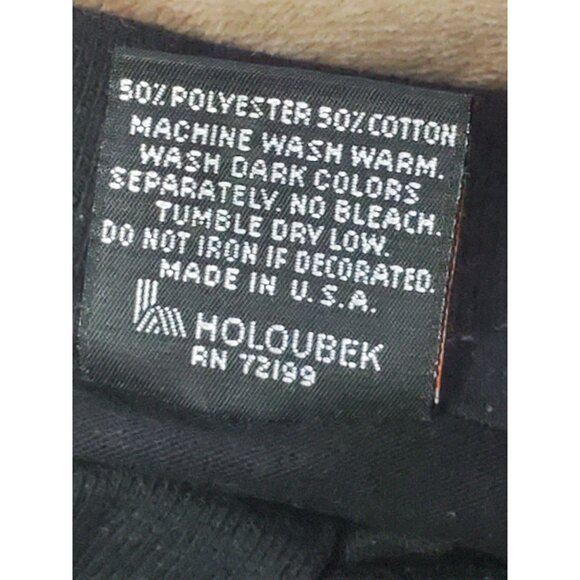 50% POLYESTER 50% COTTON
MACHINE WASH WARM.
WASH DARK COLORS
SEPARATELY. NO BLEACH.
TUMBLE DRY LOW.
DO NOT IRON IF DECORATED.
MADE IN U.S.A.
HOLOUBEK
RN 72199